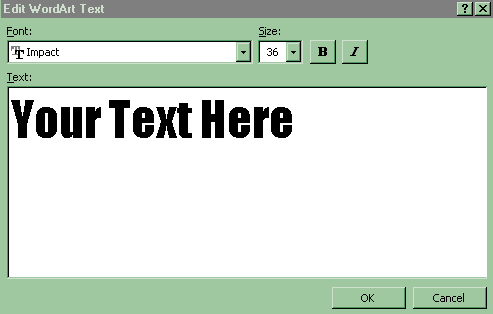 Edit WordArt Text
? X
Font: Size:
Impact 36 B I
Text:
Your Text Here
OK Cancel